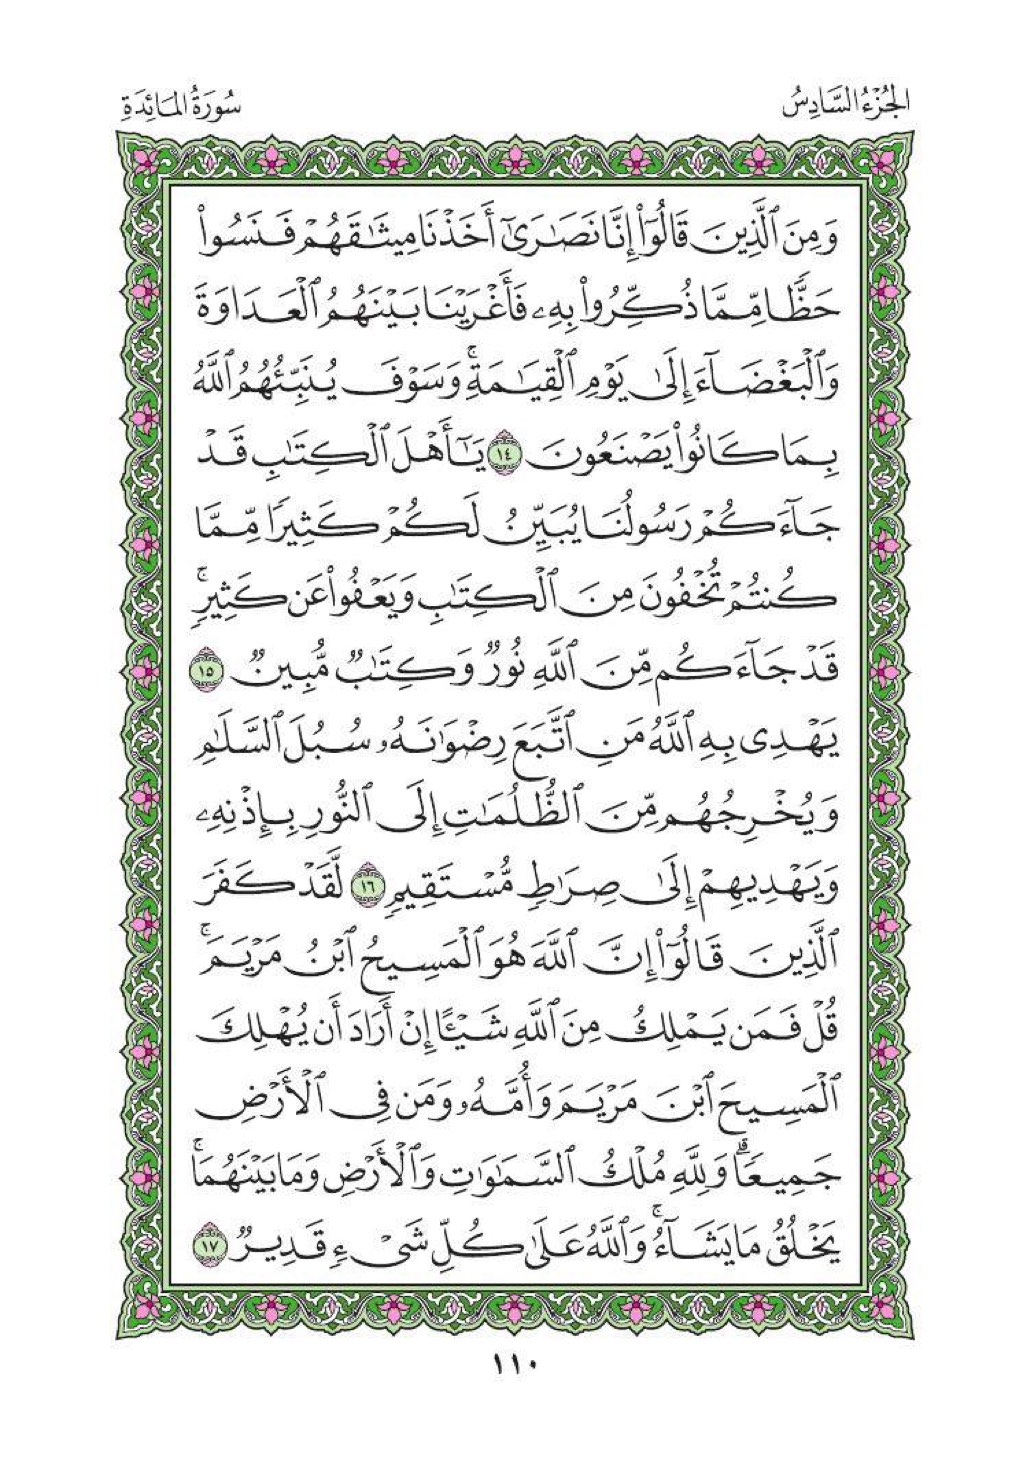 الجُزْءُ السَّادِسُ
سُورَةُ المَائِدَةِ
وَمِنَ ٱلَّذِينَ قَالُوٓا۟ إِنَّا نَصَٰرَىٰٓ أَخَذْنَا مِيثَٰقَهُمْ فَنَسُوا۟
حَظًّا مِّمَّا ذُكِّرُوا۟ بِهِۦ فَأَغْرَيْنَا بَيْنَهُمُ ٱلْعَدَاوَةَ
وَٱلْبَغْضَآءَ إِلَىٰ يَوْمِ ٱلْقِيَٰمَةِ ۚ وَسَوْفَ يُنَبِّئُهُمُ ٱللَّهُ
بِمَا كَانُوا۟ يَصْنَعُونَ ١٤ يَٰٓأَهْلَ ٱلْكِتَٰبِ قَدْ
جَآءَكُمْ رَسُولُنَا يُبَيِّنُ لَكُمْ كَثِيرًا مِّمَّا
كُنتُمْ تُخْفُونَ مِنَ ٱلْكِتَٰبِ وَيَعْفُوا۟ عَن كَثِيرٍ ۚ
قَدْ جَآءَكُم مِّنَ ٱللَّهِ نُورٌ وَكِتَٰبٌ مُّبِينٌ ١٥
يَهْدِى بِهِ ٱللَّهُ مَنِ ٱتَّبَعَ رِضْوَٰنَهُۥ سُبُلَ ٱلسَّلَٰمِ
وَيُخْرِجُهُم مِّنَ ٱلظُّلُمَٰتِ إِلَى ٱلنُّورِ بِإِذْنِهِۦ
وَيَهْدِيهِمْ إِلَىٰ صِرَٰطٍ مُّسْتَقِيمٍ ١٦ لَّقَدْ كَفَرَ
ٱلَّذِينَ قَالُوٓا۟ إِنَّ ٱللَّهَ هُوَ ٱلْمَسِيحُ ٱبْنُ مَرْيَمَ ۚ
قُلْ فَمَن يَمْلِكُ مِنَ ٱللَّهِ شَيْـًٔا إِنْ أَرَادَ أَن يُهْلِكَ
ٱلْمَسِيحَ ٱبْنَ مَرْيَمَ وَأُمَّهُۥ وَمَن فِى ٱلْأَرْضِ
جَمِيعًا ۗ وَلِلَّهِ مُلْكُ ٱلسَّمَٰوَٰتِ وَٱلْأَرْضِ وَمَا بَيْنَهُمَا ۚ
يَخْلُقُ مَا يَشَآءُ ۚ وَٱللَّهُ عَلَىٰ كُلِّ شَىْءٍ قَدِيرٌ ١٧
١١٠